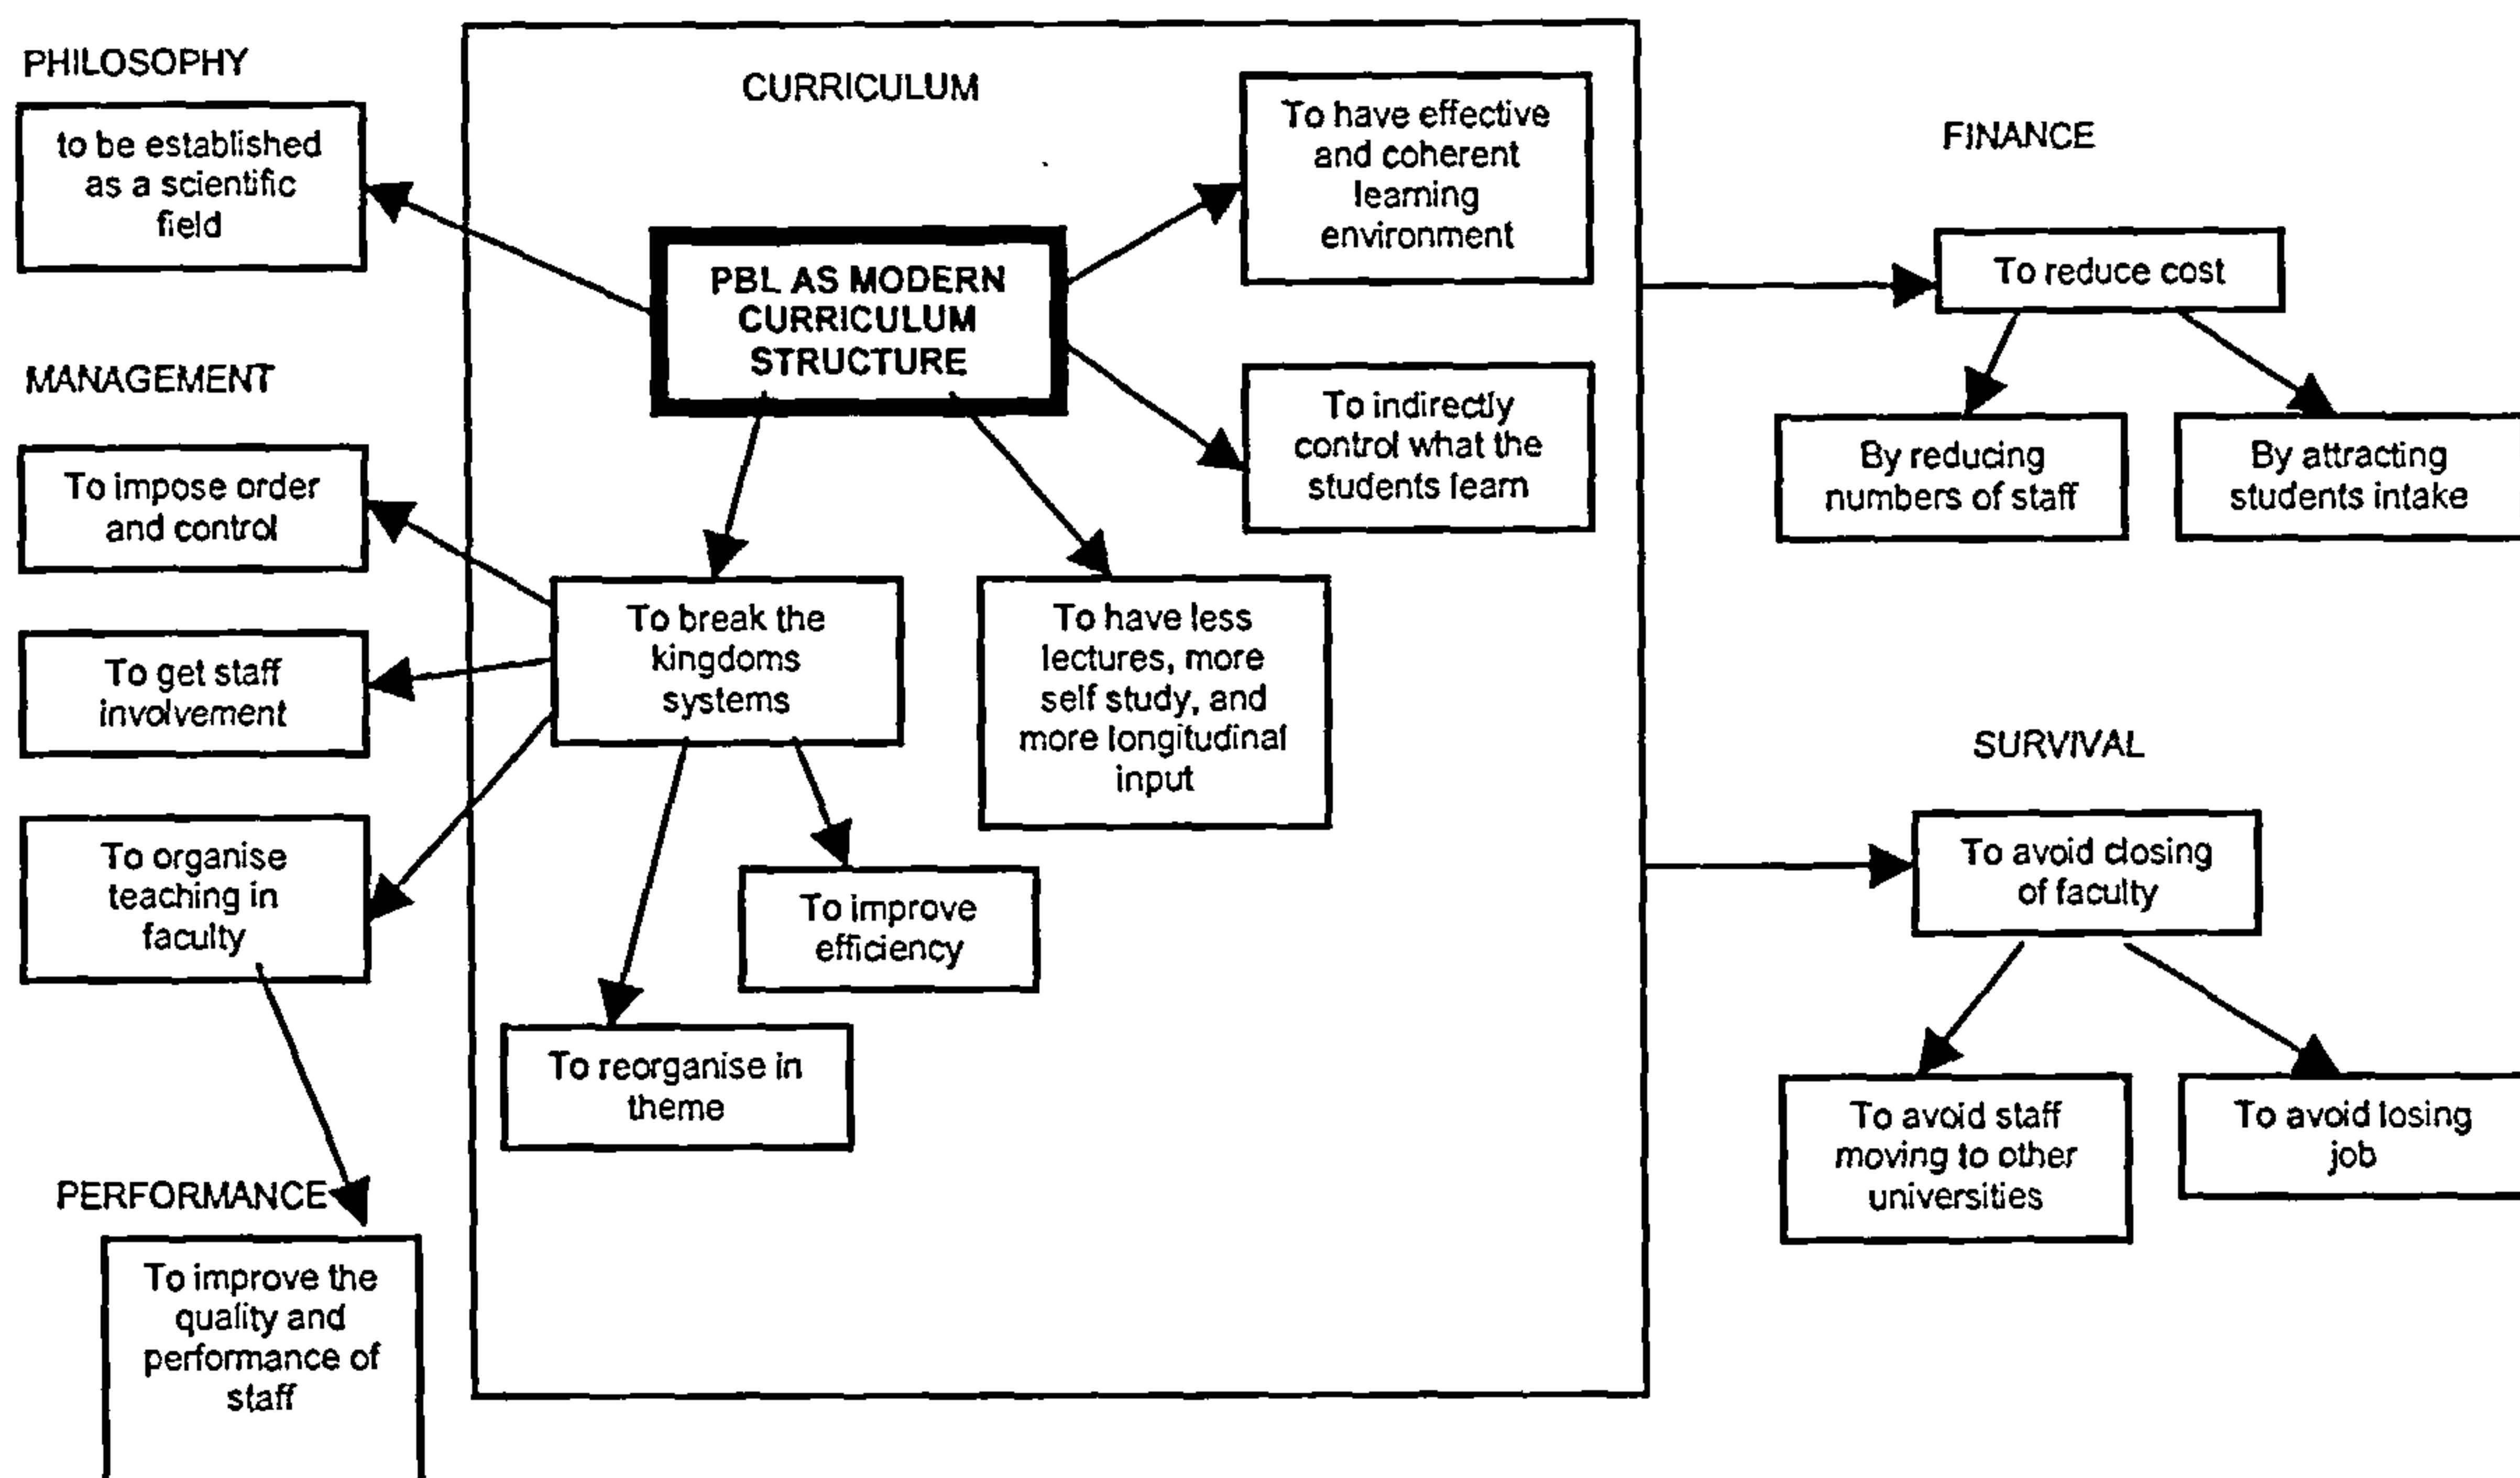 PHILOSOPHY
to be established
as a scientific
field
MANAGEMENT
To impose order
and control
To get staff
involvement
To organise
teaching in
faculty
PERFORMANCE
To improve the
quality and
performance of
staff
CURRICULUM
PBL AS MODERN
CURRICULUM
STRUCTURE
To have effective
and coherent
learning
environment
To indirectly
control what the
students learn
To break the
kingdoms
systems
To have less
lectures, more
self study, and
more longitudinal
input
To improve
efficiency
To reorganise in
theme
FINANCE
To reduce cost
By reducing
numbers of staff
By attracting
students intake
SURVIVAL
To avoid closing
of faculty
To avoid staff
moving to other
universities
To avoid losing
job